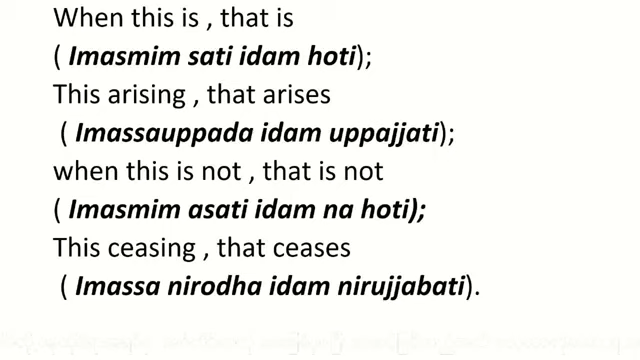 When this is , that is
( Imasmim sati idam hoti);
This arising , that arises
( Imassauppada idam uppajjati);
when this is not , that is not
( Imasmim asati idam na hoti);
This ceasing , that ceases
( Imassa nirodha idam nirujjabati).